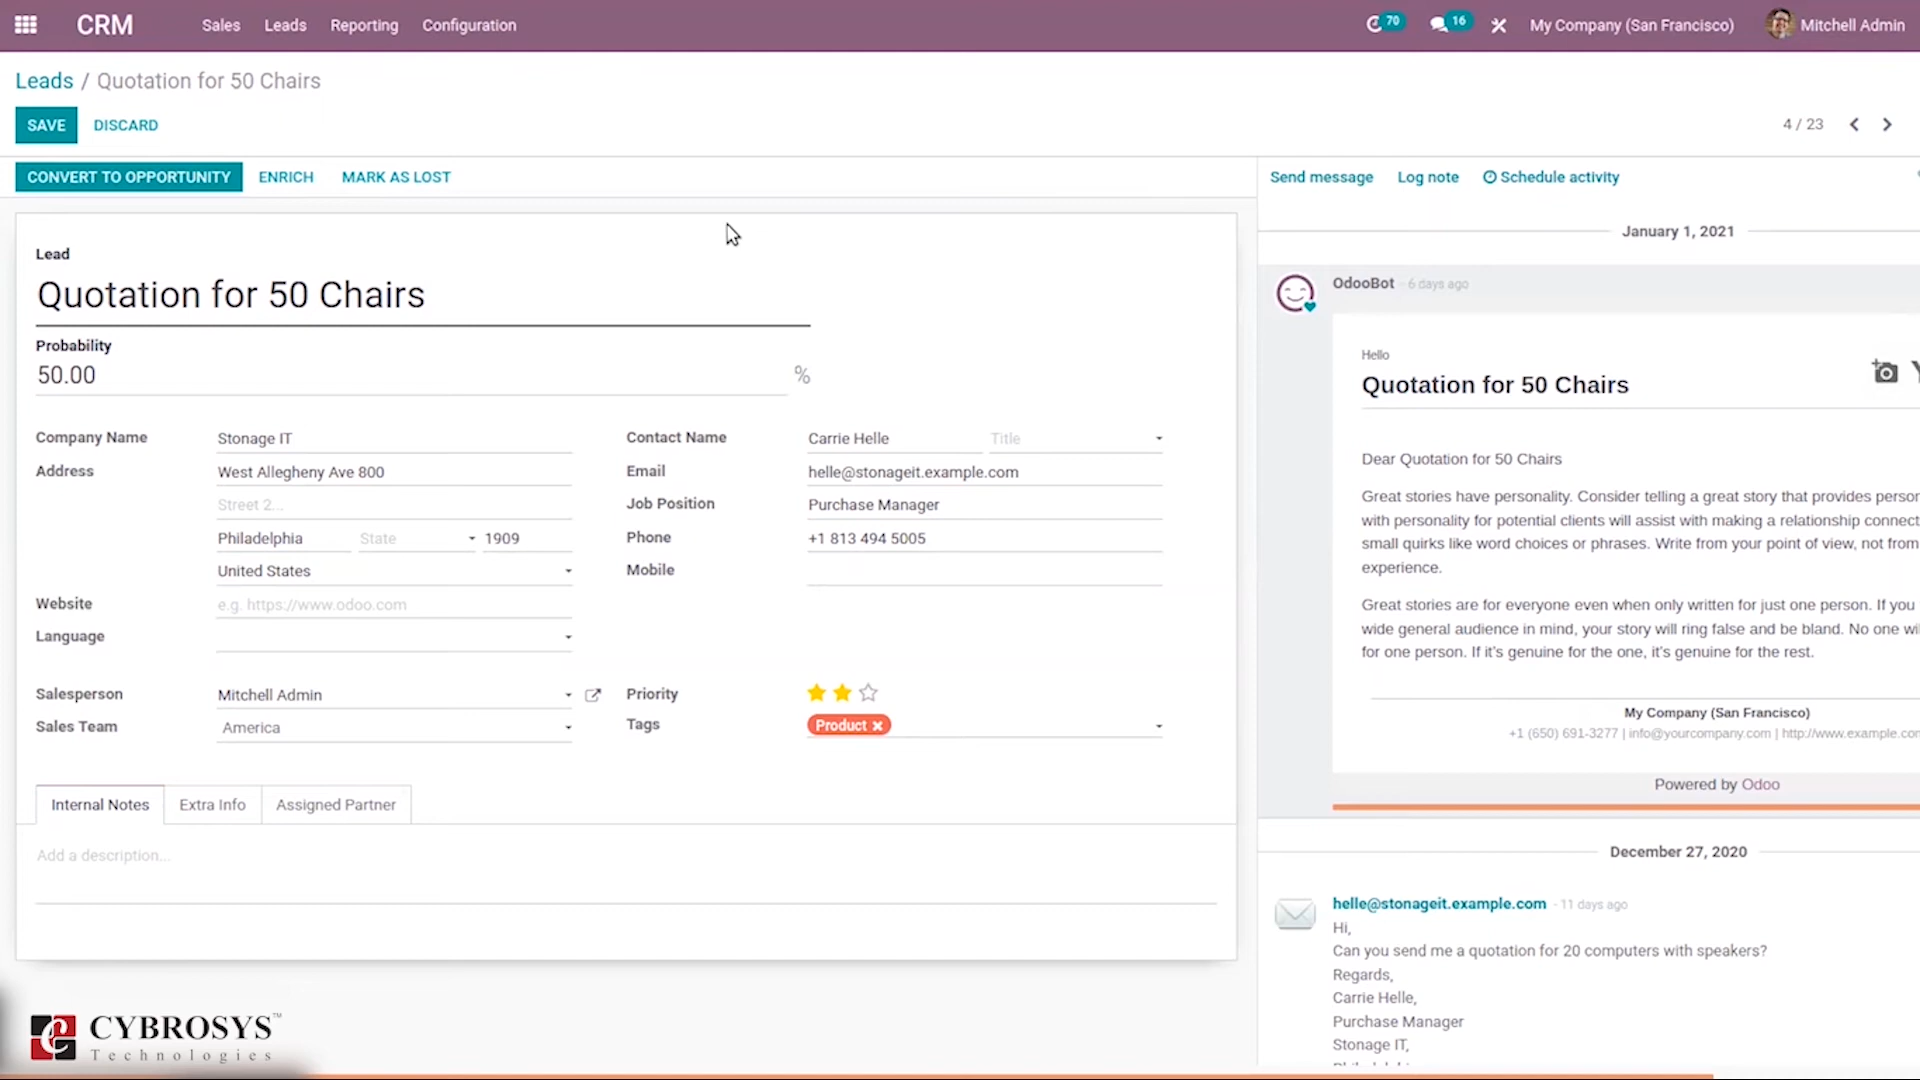 CRM Sales Leads Reporting Configuration 70 16 My Company (San Francisco) Mitchell Admin
Leads / Quotation for 50 Chairs
SAVE DISCARD 4 / 23
CONVERT TO OPPORTUNITY ENRICH MARK AS LOST
Lead
Quotation for 50 Chairs
Probability
50.00 %
Company Name Stonage IT
Address West Allegheny Ave 800
Street 2...
Philadelphia State 1909
United States
Website e.g. https://www.odoo.com
Language
Contact Name Carrie Helle Title
Email helle@stonageit.example.com
Job Position Purchase Manager
Phone +1 813 494 5005
Mobile
Salesperson Mitchell Admin
Sales Team America
Priority
Tags Product ×
Internal Notes Extra Info Assigned Partner
Add a description...
Send message Log note Schedule activity
January 1, 2021
OdooBot - 6 days ago
Hello
Quotation for 50 Chairs
Dear Quotation for 50 Chairs
Great stories have personality. Consider telling a great story that provides
with personality for potential clients will assist with making a relationship
small quirks like word choices or phrases. Write from your point of view, not from
experience.
Great stories are for everyone even when only written for just one person. If you
wide general audience in mind, your story will ring false and be bland. No one
for one person. If it's genuine for the one, it's genuine for the rest.
My Company (San Francisco)
+1 (650) 691-3277 | info@yourcompany.com |
Powered by Odoo
December 27, 2020
helle@stonageit.example.com - 11 days ago
Hi,
Can you send me a quotation for 20 computers with speakers?
Regards,
Carrie Helle,
Purchase Manager
Stonage IT,
CYBROSYS™
Technologies